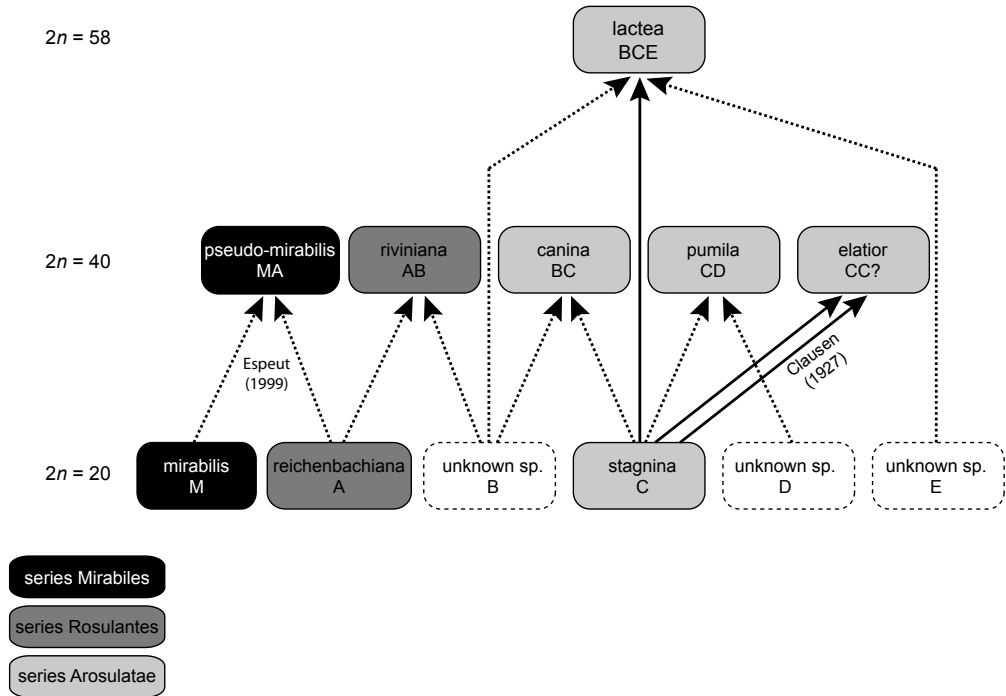 2n = 58
lactea
BCE
2n = 40
pseudo-mirabilis
MA
riviniana
AB
canina
BC
pumila
CD
elatior
CC?
Espeut
(1999)
Clausen
(1927)
2n = 20
mirabilis
M
reichenbachiana
A
unknown sp.
B
stagnina
C
unknown sp.
D
unknown sp.
E
series Mirabiles
series Rosulantes
series Arosulatae